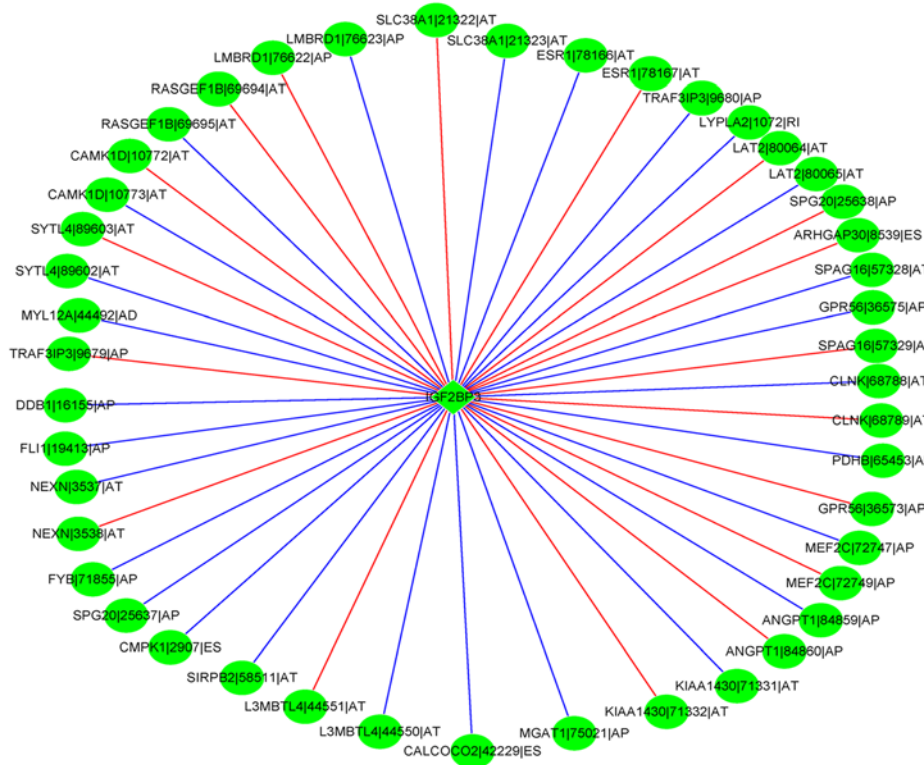 SLC38A1|21322|AT
LMBRD1|76623|AP
SLC38A1|21323|AT
LMBRD1|76622|AP
ESR1|78166|AT
ESR1|78167|AT
RASGEF1B|69694|AT
TRAF3IP3|9680|AP
RASGEF1B|69695|AT
LYPLA2|1072|RI
CAMK1D|10772|AT
LAT2|80064|AT
CAMK1D|10773|AT
LAT2|80065|AT
SPG20|25638|AP
SYTL4|89603|AT
ARHGAP30|8539|ES
SYTL4|89602|AT
SPAG16|57328|AT
MYL12A|44492|AD
GPR56|36575|AP
TRAF3IP3|9679|AP
SPAG16|57329|A
CLNK|68788|AT
IGF2BP3
DDB1|16155|AP
CLNK|68789|AT
FLI1|19413|AP
PDHB|65453|A
NEXN|3537|AT
GPR56|36573|AP
NEXN|3538|AT
MEF2C|72747|AP
FYB|71855|AP
MEF2C|72749|AP
SPG20|25637|AP
ANGPT1|84859|AP
CMPK1|2907|ES
ANGPT1|84860|AP
SIRPB2|58511|AT
KIAA1430|71331|AT
L3MBTL4|44551|AT
KIAA1430|71332|AT
L3MBTL4|44550|AT
MGAT1|75021|AP
CALCOCO2|42229|ES